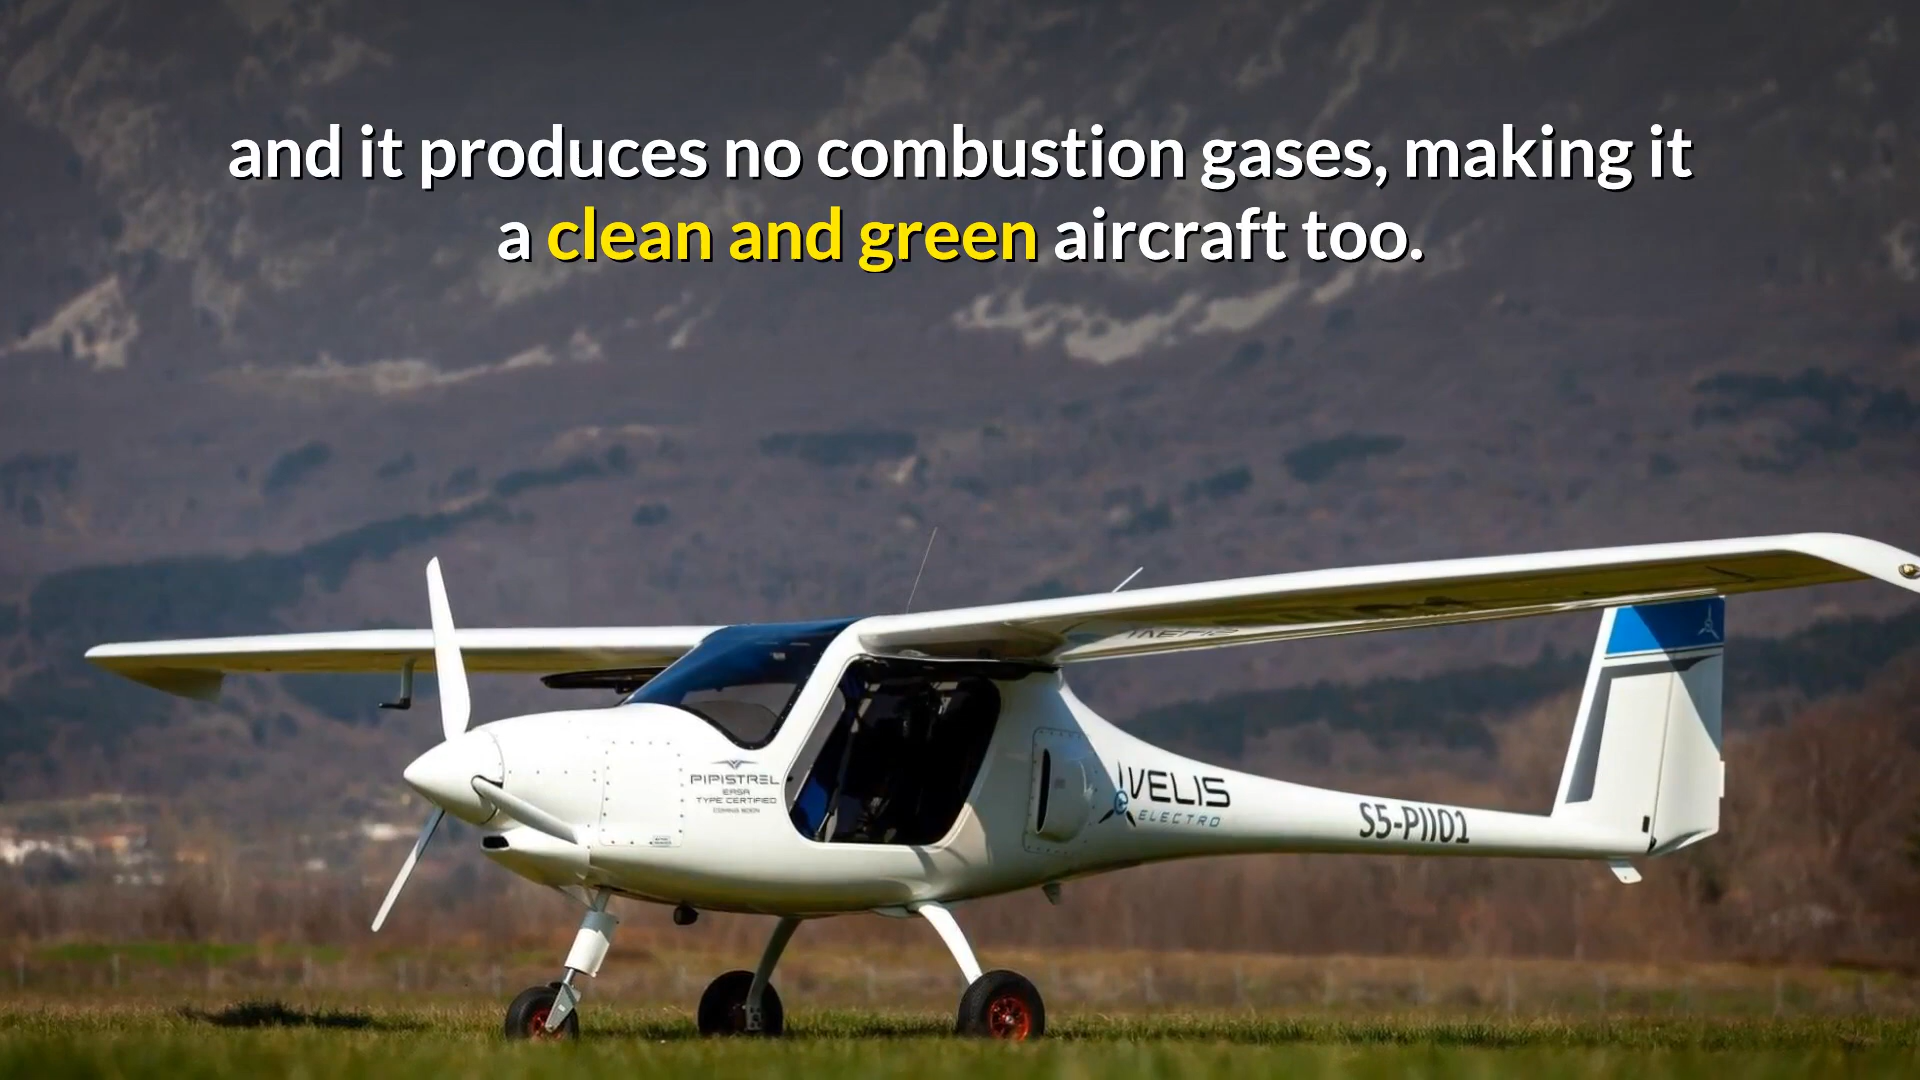 and it produces no combustion gases, making it
a clean and green aircraft too.
PIPISTREL
EASA
TYPE CERTIFIED
VELIS
ELECTRO
S5-PII01